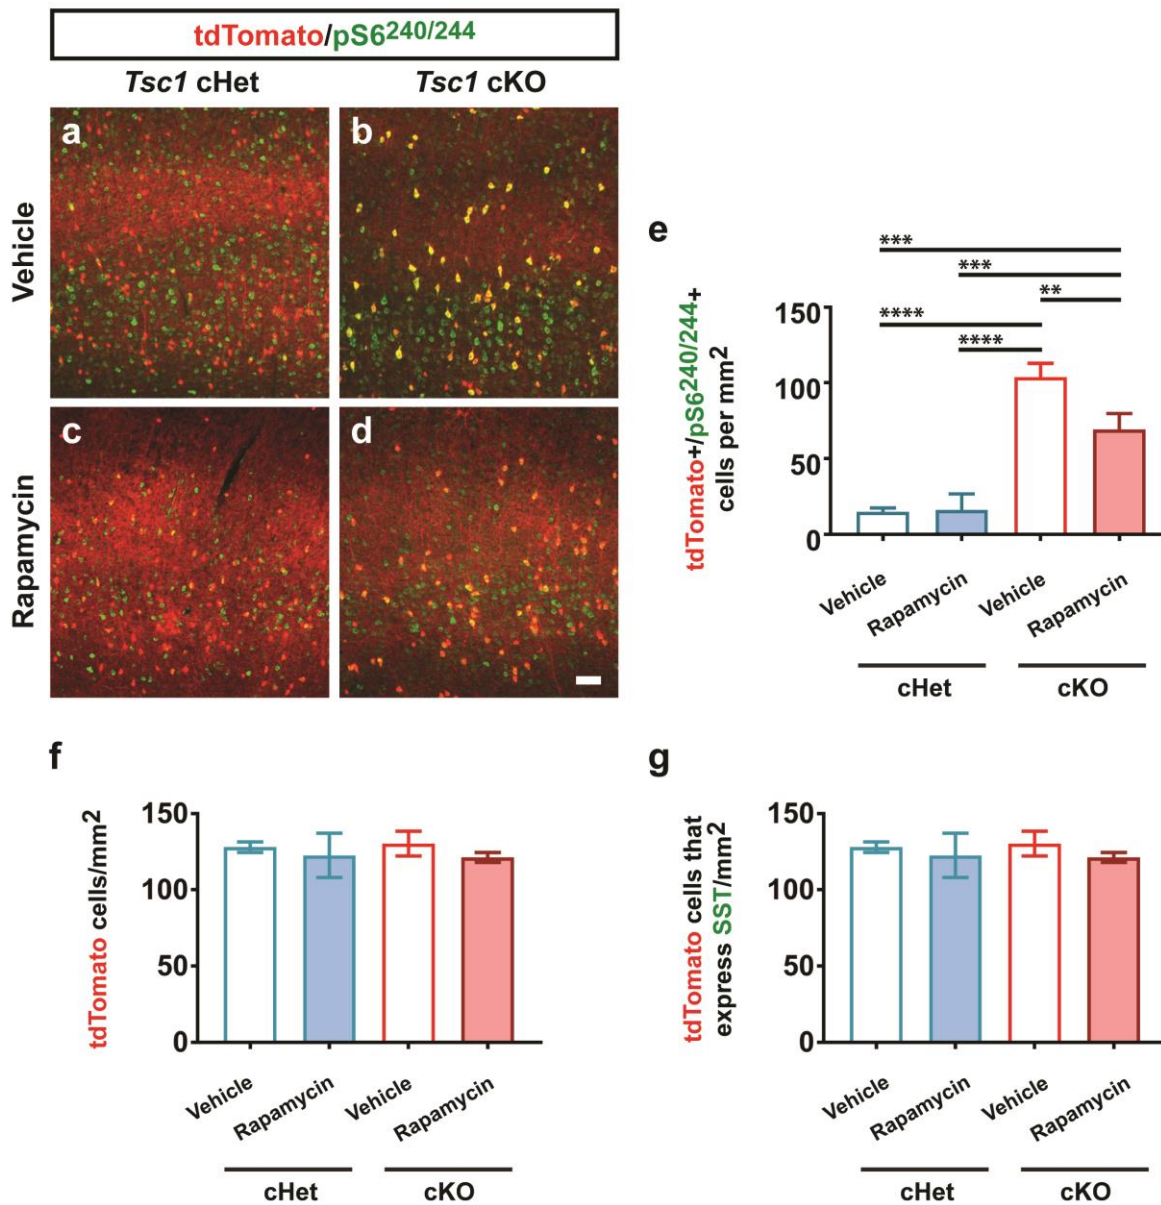 tdTomato/pS6240/244
Tsc1 cHet
Tsc1 cKO
a
b
Vehicle
c
d
Rapamycin
e
tdTomato+/pS6240/244+
cells per mm2
***
***
**
****
****
150
100
50
0
Vehicle
Rapamycin
Vehicle
Rapamycin
cHet
cKO
f
tdTomato cells/mm2
150
100
50
0
Vehicle
Rapamycin
Vehicle
Rapamycin
cHet
cKO
g
tdTomato cells that
express SST/mm2
150
100
50
0
Vehicle
Rapamycin
Vehicle
Rapamycin
cHet
cKO